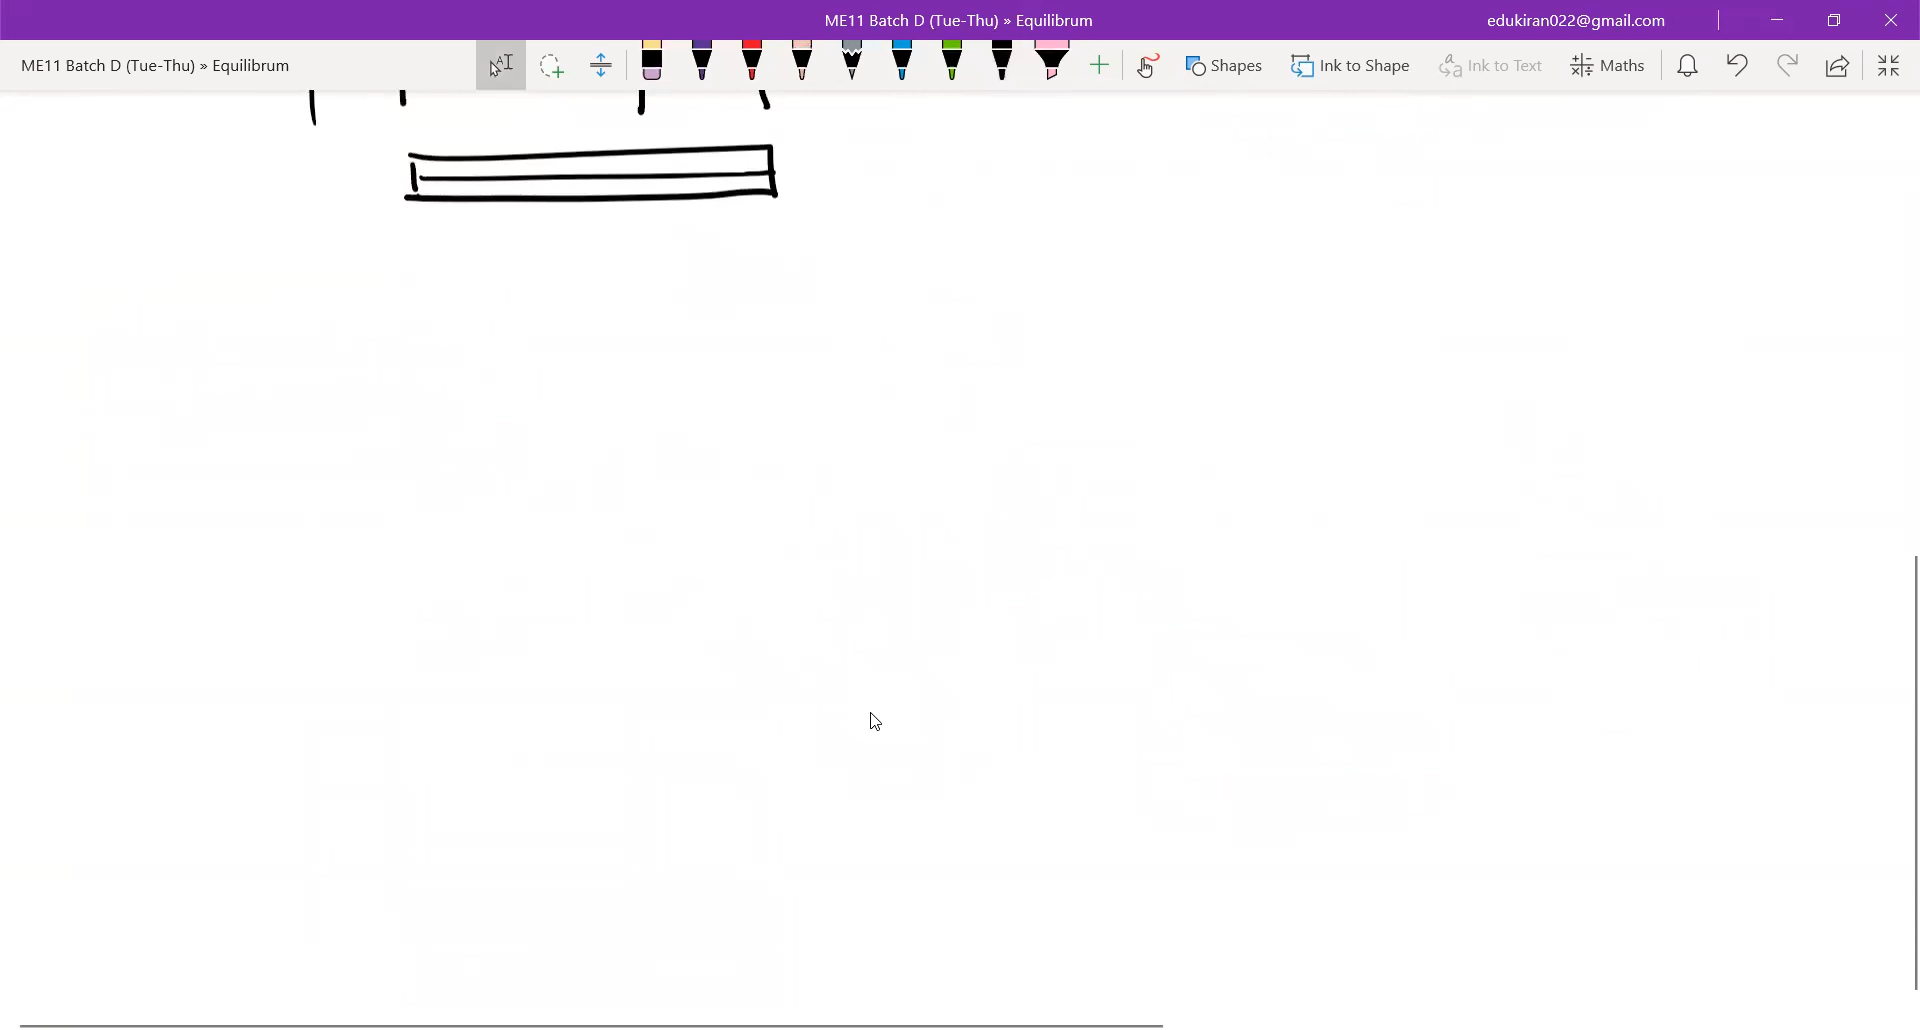 ME11 Batch D (Tue-Thu) » Equilibrum
edukiran022@gmail.com
ME11 Batch D (Tue-Thu) » Equilibrum
Shapes
Ink to Shape
Ink to Text
Maths